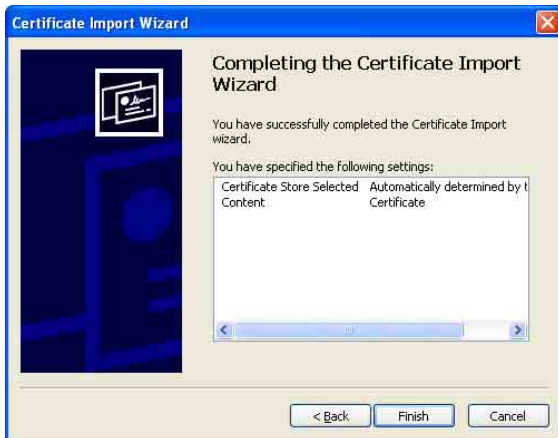 Certificate Import Wizard
Completing the Certificate Import
Wizard
You have successfully completed the Certificate Import
wizard.
You have specified the following settings:
Certificate Store Selected Automatically determined by t
Content Certificate
< Back Finish Cancel